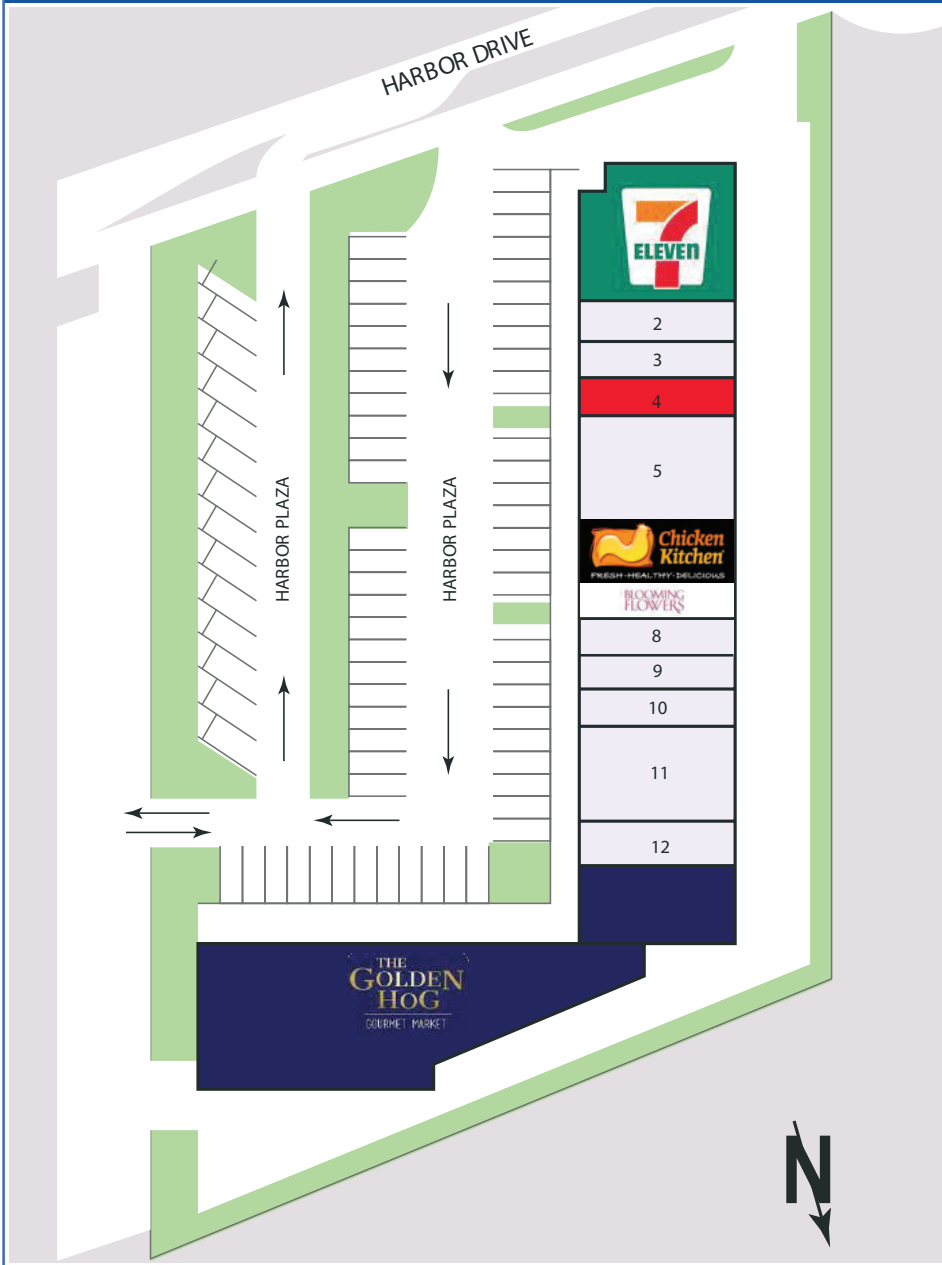 HARBOR DRIVE
7
ELEVEN
2
3
4
5
HARBOR PLAZA
HARBOR PLAZA
Chicken
Kitchen
FRESH-HEALTHY-DELICIOUS
BLOOMING
FLOWERS
8
9
10
11
12
THE
GOLDEN
HOG
GOURMET MARKET
N